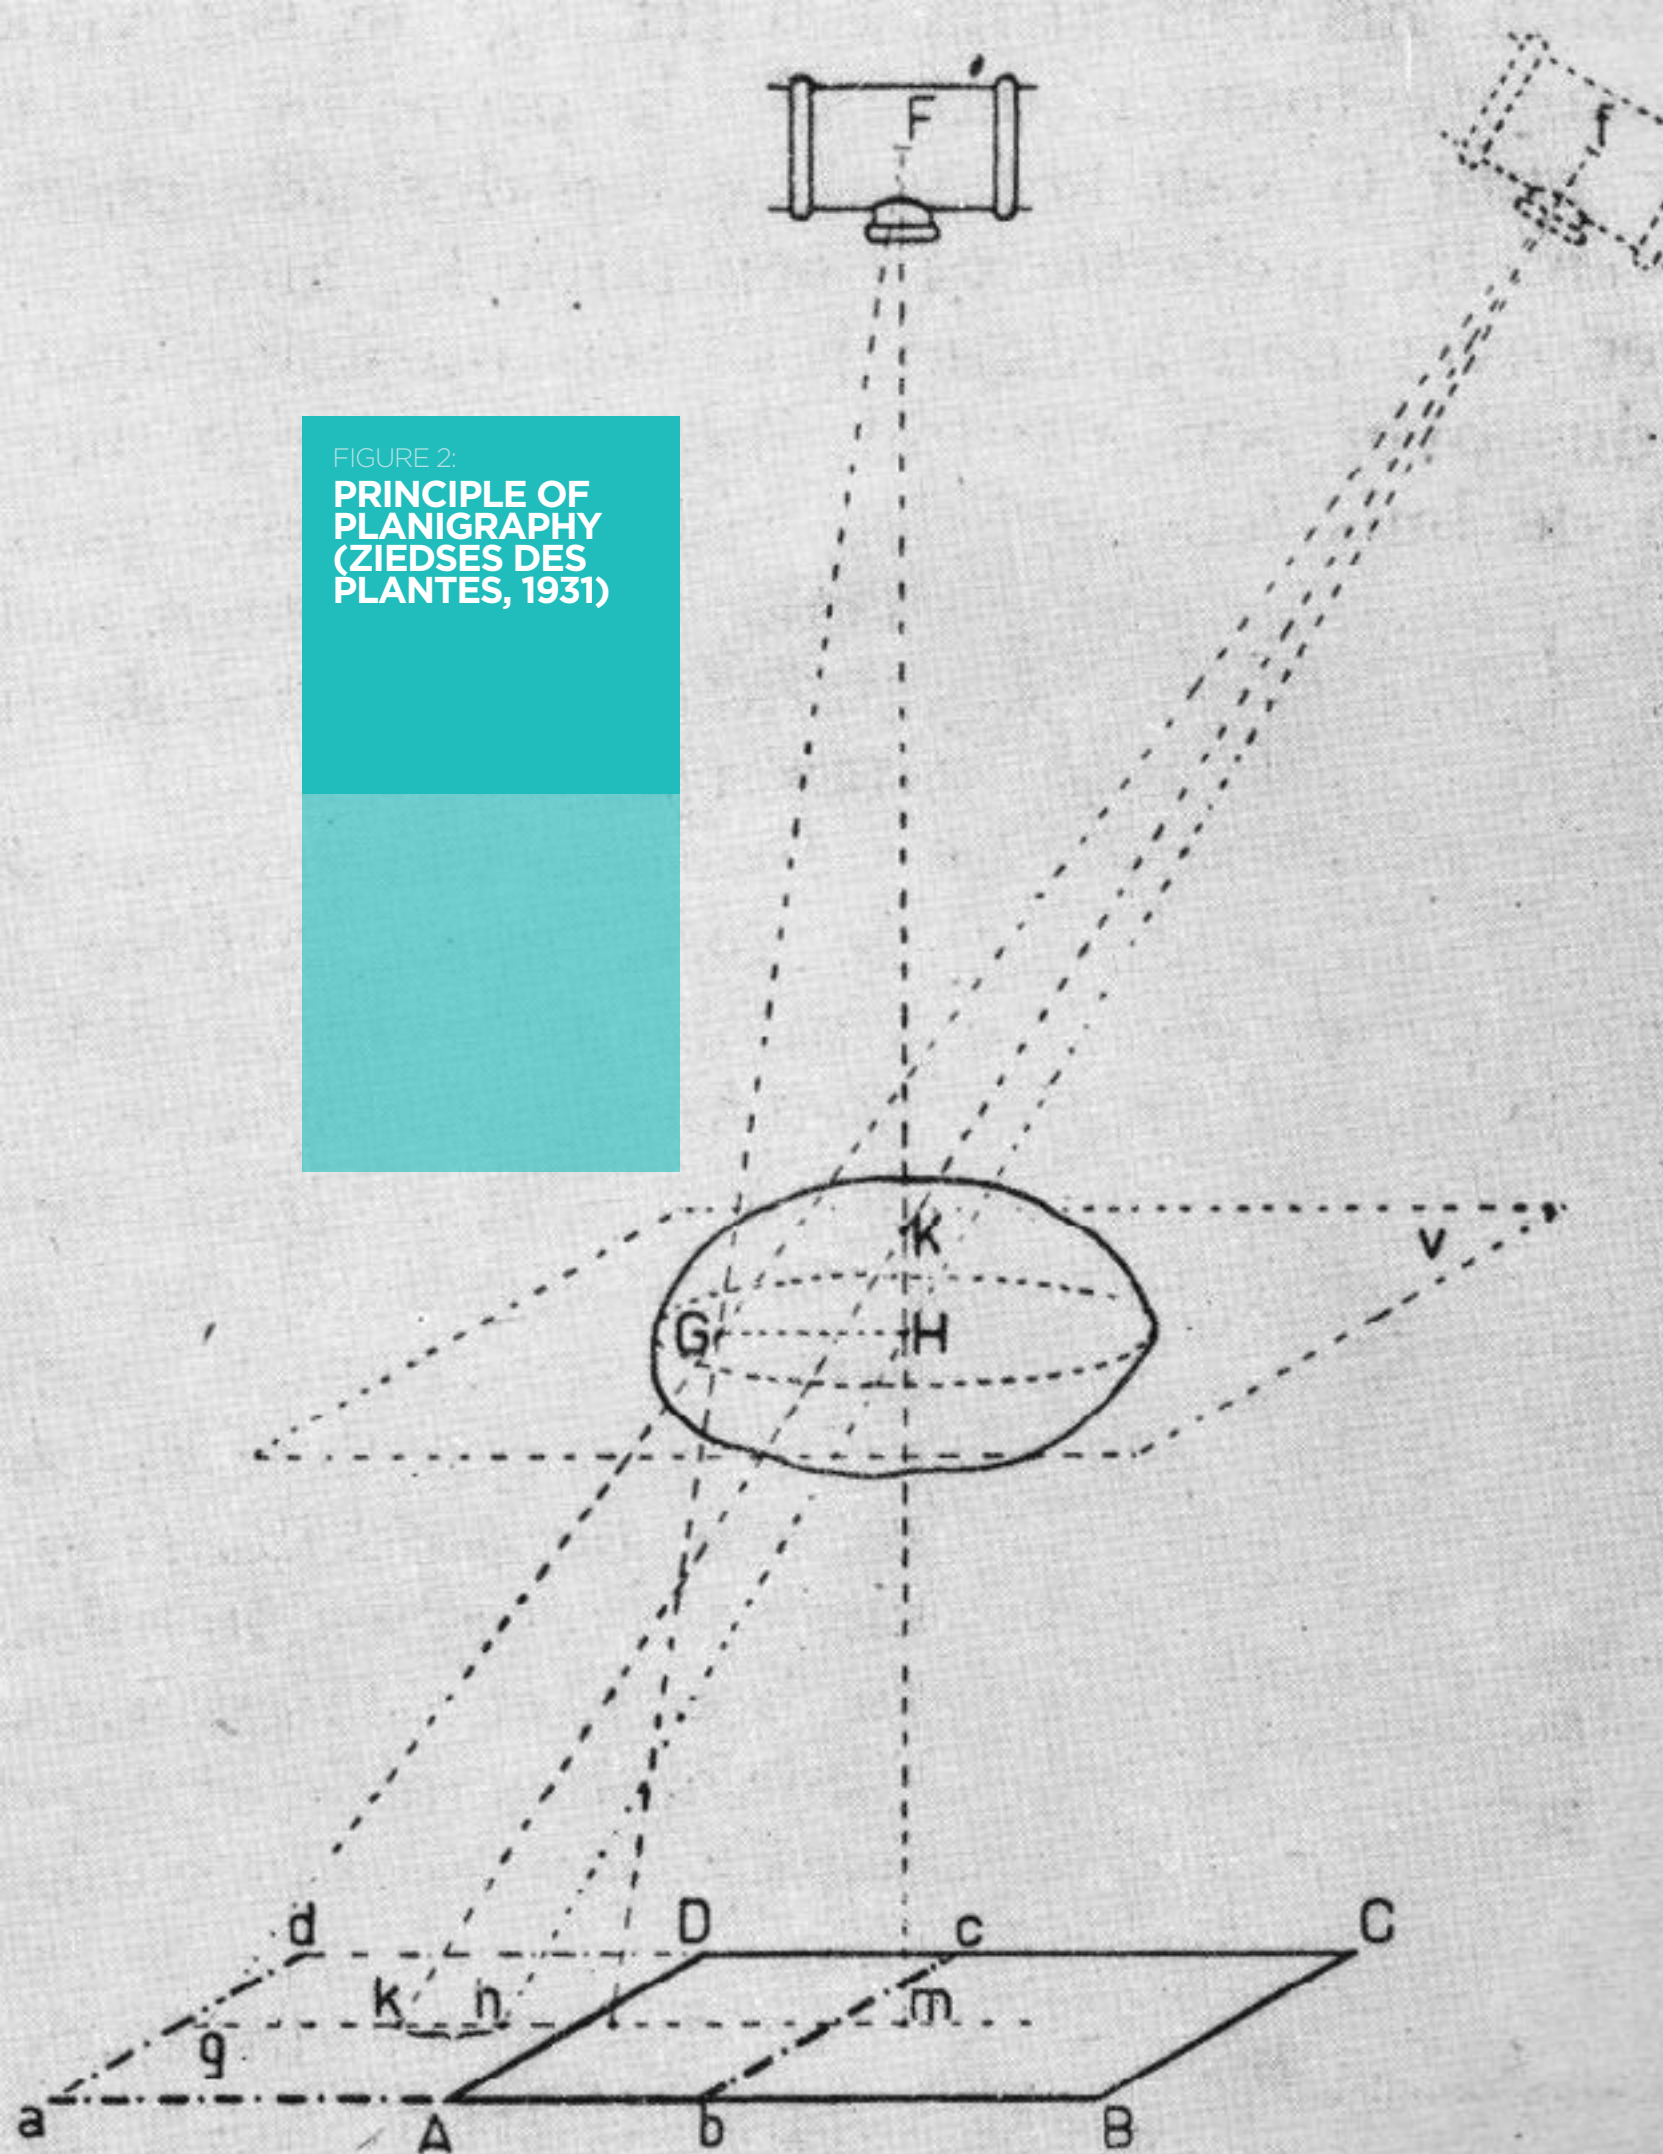 F
f
FIGURE 2:
PRINCIPLE OF
PLANIGRAPHY
(ZIEDSES DES
PLANTES, 1931)
K
V
G H
d D c C
k h m
g
a A b B